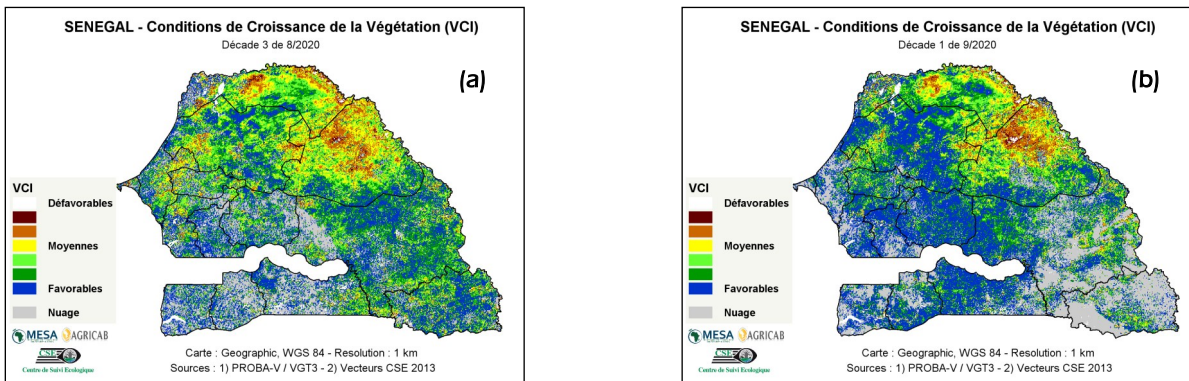 SENEGAL - Conditions de Croissance de la Végétation (VCI)
Décade 3 de 8/2020
(a)
VCI
Défavorables
Moyennes
Favorables
Nuage
MESA AGRICAB
CSE
Centre de Suivi Ecologique
Carte : Geographic, WGS 84 - Resolution : 1 km
Sources : 1) PROBA-V / VGT3 - 2) Vecteurs CSE 2013
SENEGAL - Conditions de Croissance de la Végétation (VCI)
Décade 1 de 9/2020
(b)
VCI
Défavorables
Moyennes
Favorables
Nuage
MESA AGRICAB
CSE
Centre de Suivi Ecologique
Carte : Geographic, WGS 84 - Resolution : 1 km
Sources : 1) PROBA-V / VGT3 - 2) Vecteurs CSE 2013